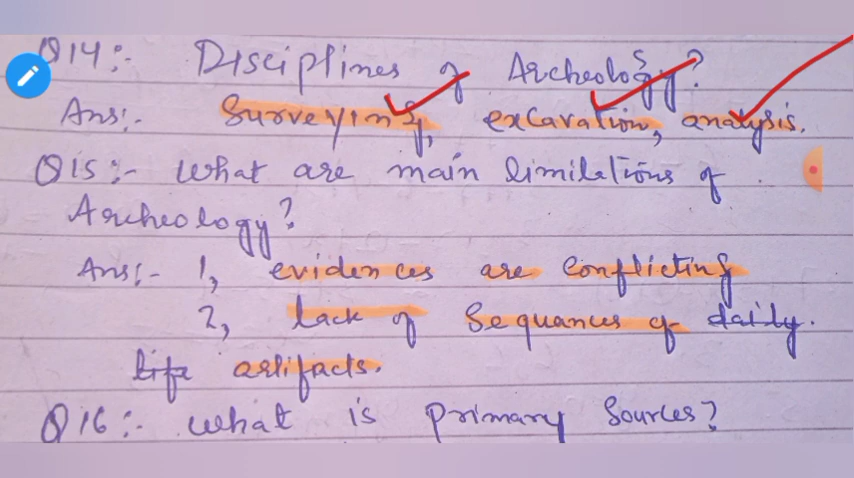 Q14:- Disciplines of Archeology?
Ans:- Surveying, excavation, analysis.
Q15:- What are main limilations of
Archeology?
Ans:- 1, evidences are conflicting
2, lack of Sequances of daily.
life artifacts.
Q16:- What is primary Sources?